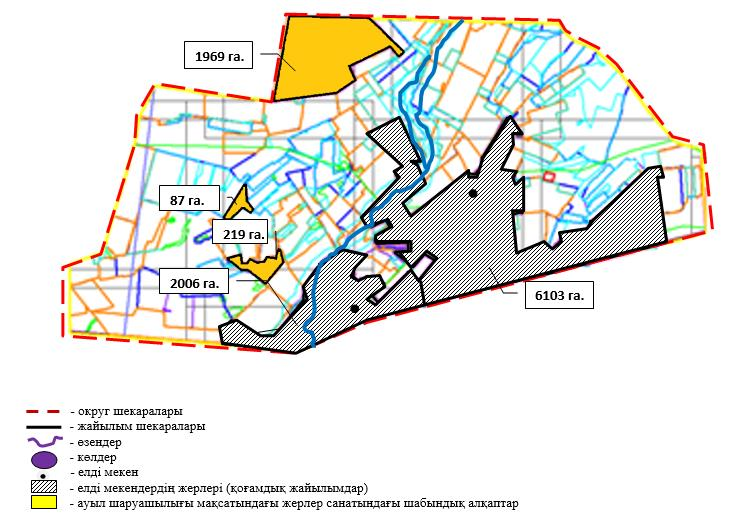 1969 га.
87 га.
219 га.
2006 га.
6103 га.
- округ шекаралары
- жайылым шекаралары
- өзендер
- көлдер
- елді мекен
- елді мекендердің жерлері (қоғамдық жайылымдар)
- ауыл шаруашылығы мақсатындағы жерлер санатындағы шабындық алқаптар